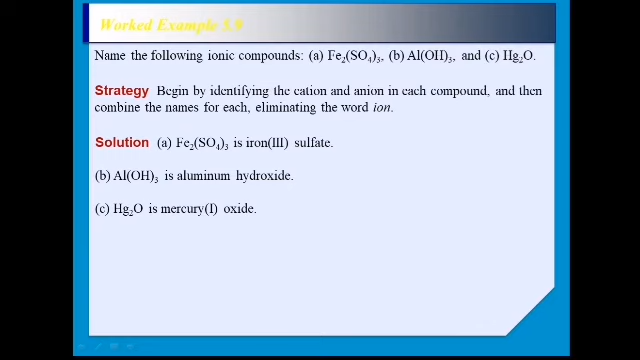 Worked Example 5.9
Name the following ionic compounds: (a) Fe₂(SO₄)₃, (b) Al(OH)₃, and (c) Hg₂O.
Strategy Begin by identifying the cation and anion in each compound, and then
combine the names for each, eliminating the word ion.
Solution (a) Fe₂(SO₄)₃ is iron(III) sulfate.
(b) Al(OH)₃ is aluminum hydroxide.
(c) Hg₂O is mercury(I) oxide.